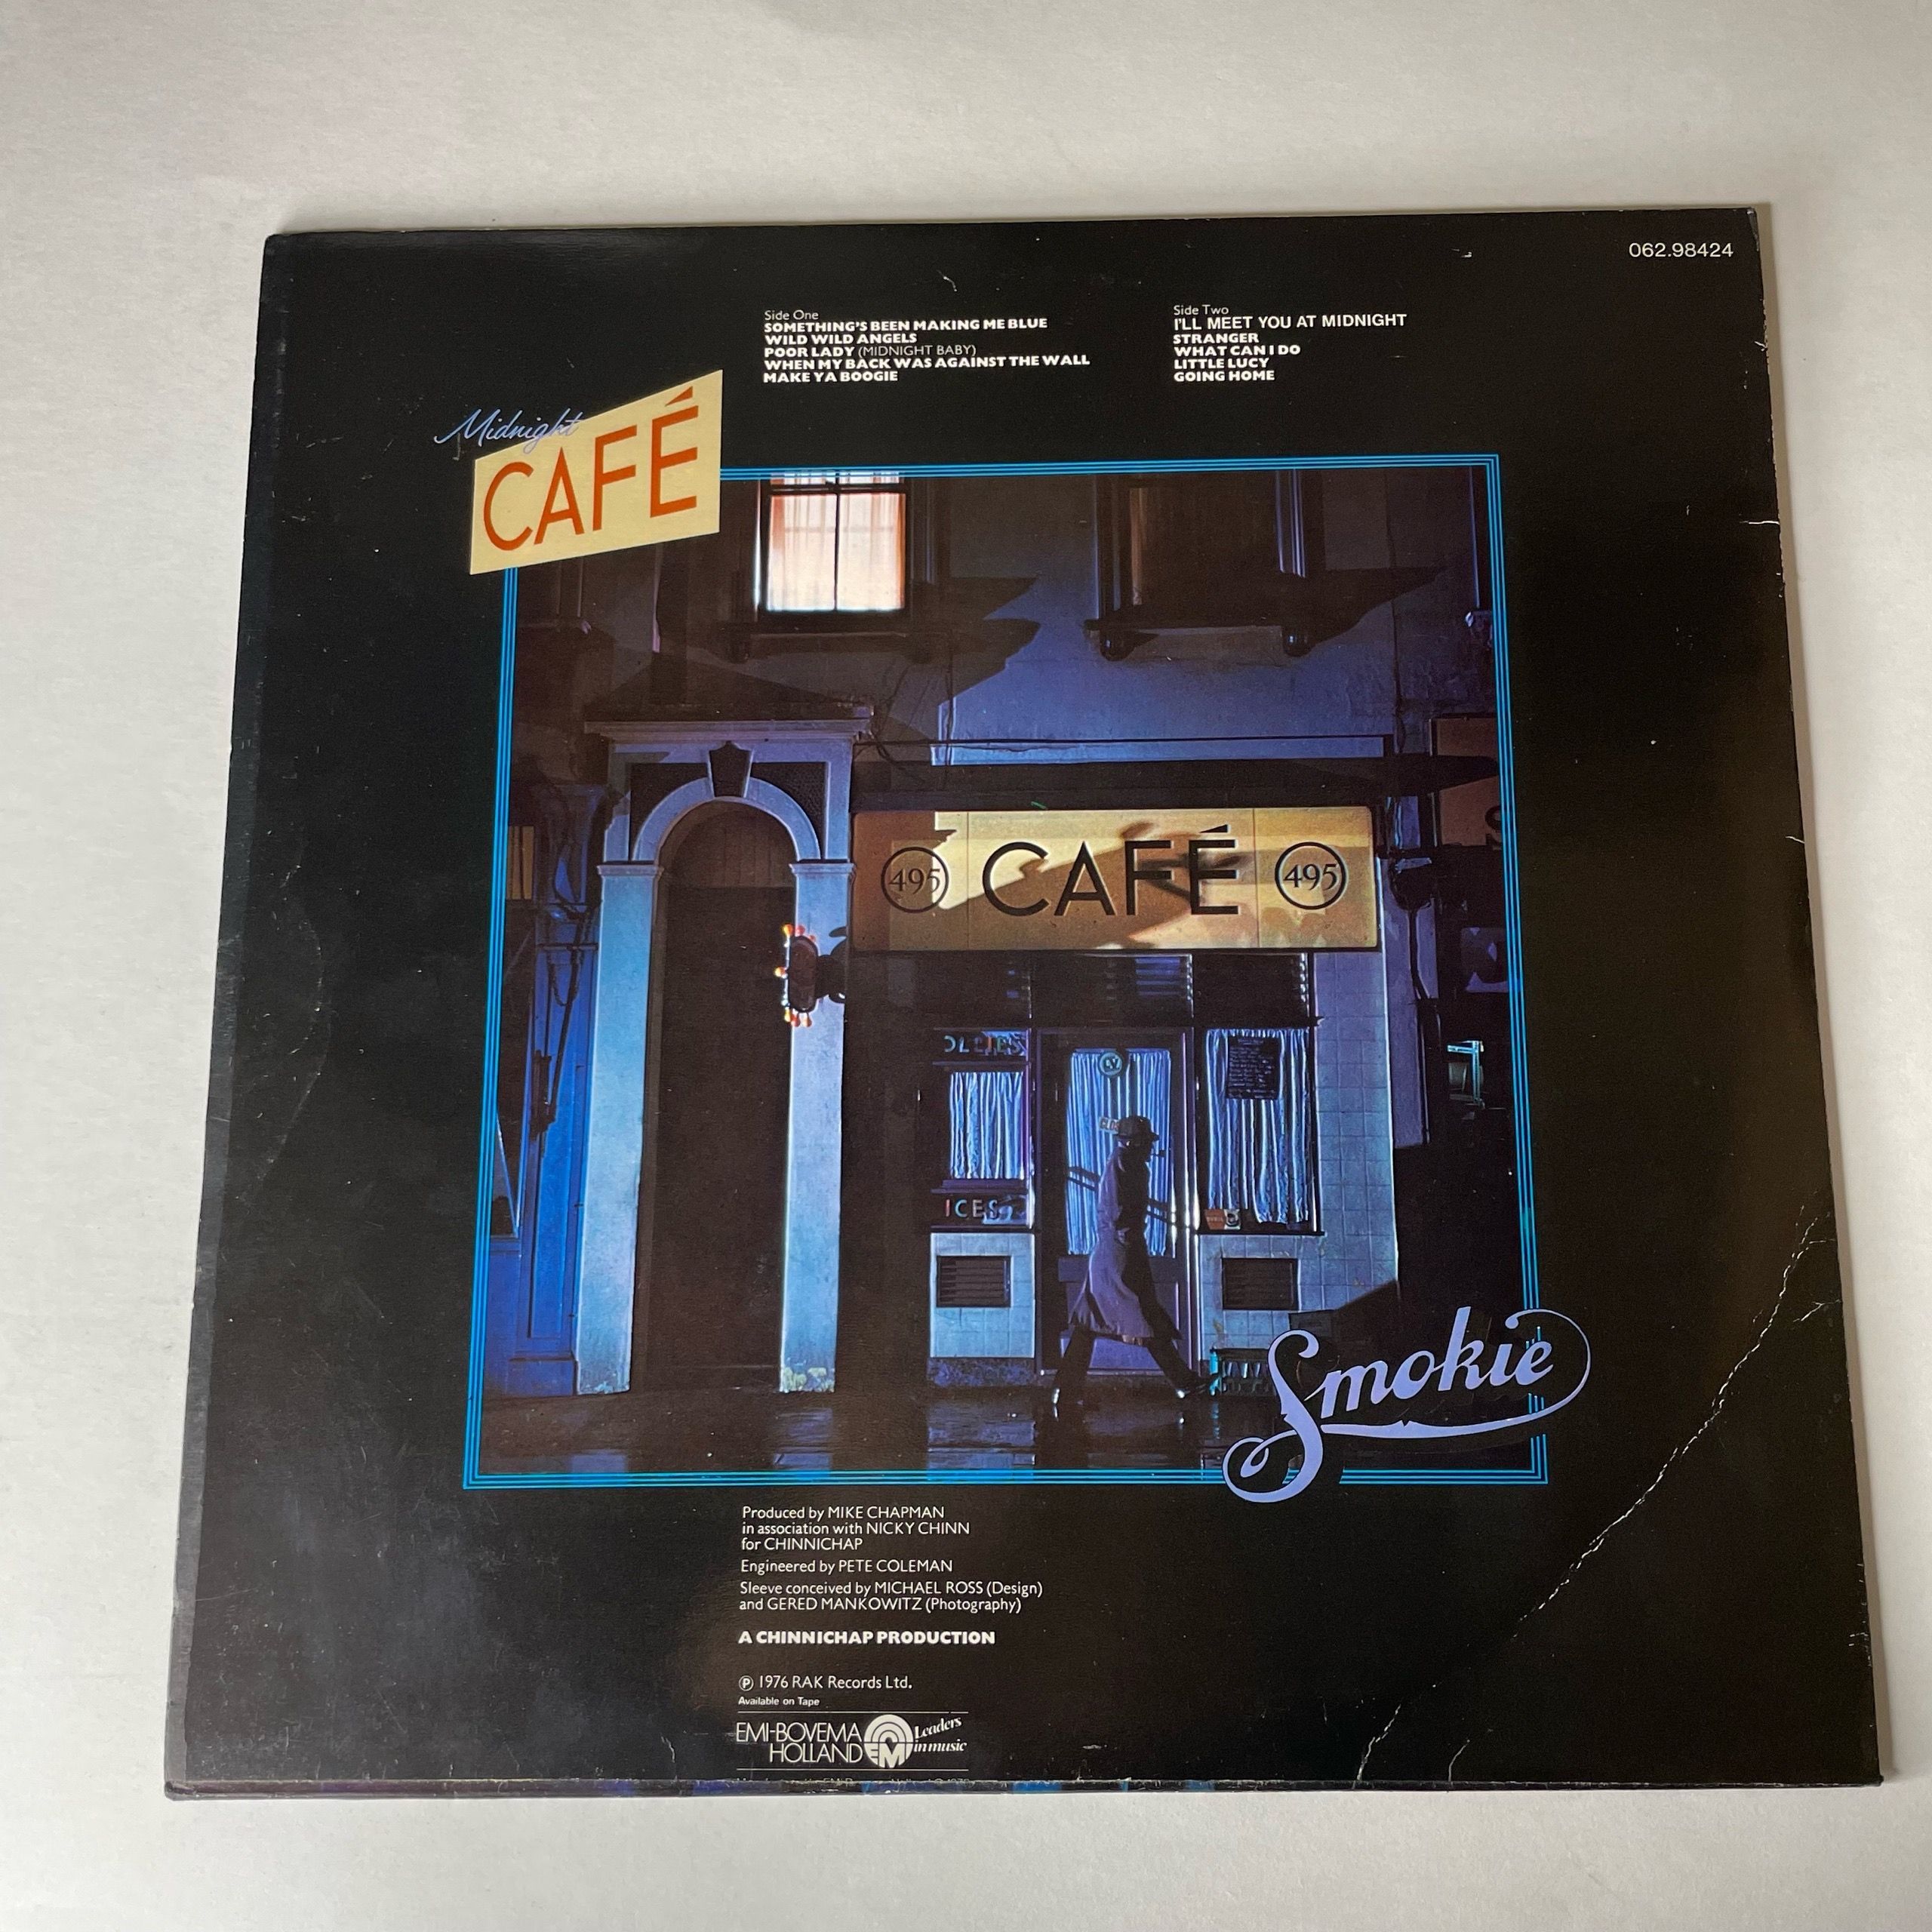 062.98424
Side One
SOMETHING'S BEEN MAKING ME BLUE
WILD WILD ANGELS
POOR LADY (MIDNIGHT BABY)
WHEN MY BACK WAS AGAINST THE WALL
MAKE YA BOOGIE
Side Two
I'LL MEET YOU AT MIDNIGHT
STRANGER
WHAT CAN I DO
LITTLE LUCY
GOING HOME
Midnight
CAFÉ
495 CAFÉ 495
ICES
Smokie
Produced by MIKE CHAPMAN
in association with NICKY CHINN
for CHINNICHAP
Engineered by PETE COLEMAN
Sleeve conceived by MICHAEL ROSS (Design)
and GERED MANKOWITZ (Photography)
A CHINNICHAP PRODUCTION
℗ 1976 RAK Records Ltd.
Available on Tape
EMI-BOVEMA
HOLLAND
EMI
Leaders
in music